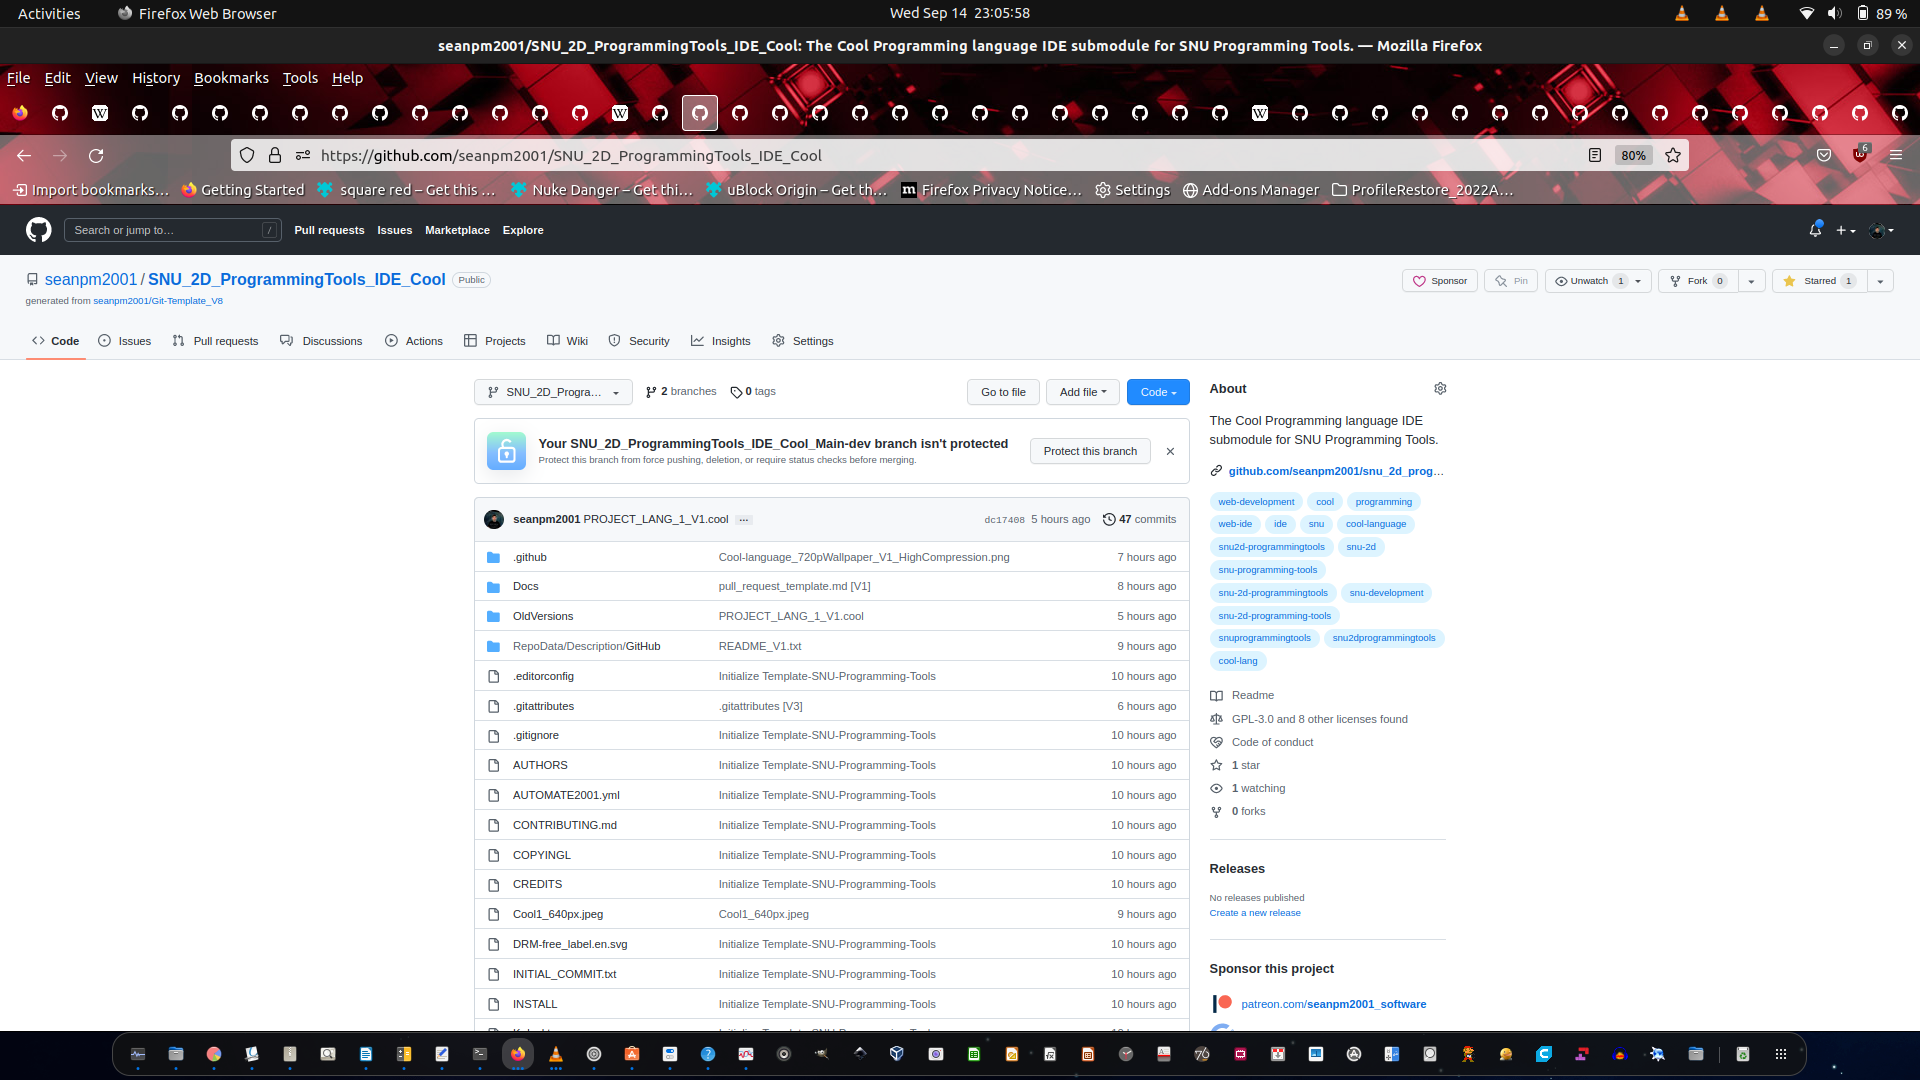 Activities Firefox Web Browser Wed Sep 14 23:05:58 89 %
seanpm2001/SNU_2D_ProgrammingTools_IDE_Cool: The Cool Programming language IDE submodule for SNU Programming Tools. — Mozilla Firefox
File Edit View History Bookmarks Tools Help
https://github.com/seanpm2001/SNU_2D_ProgrammingTools_IDE_Cool 80% 6
Import bookmarks… Getting Started square red – Get this … Nuke Danger – Get thi… uBlock Origin – Get th… Firefox Privacy Notice… Settings Add-ons Manager ProfileRestore_2022A…
Search or jump to… / Pull requests Issues Marketplace Explore
seanpm2001 / SNU_2D_ProgrammingTools_IDE_Cool Public Sponsor Pin Unwatch 1 Fork 0 Starred 1
generated from seanpm2001/Git-Template_V8
Code Issues Pull requests Discussions Actions Projects Wiki Security Insights Settings
SNU_2D_Progra… 2 branches 0 tags Go to file Add file Code
Your SNU_2D_ProgrammingTools_IDE_Cool_Main-dev branch isn't protected
Protect this branch from force pushing, deletion, or require status checks before merging.
Protect this branch
seanpm2001 PROJECT_LANG_1_V1.cool … dc17408 5 hours ago 47 commits
.github Cool-language_720pWallpaper_V1_HighCompression.png 7 hours ago
Docs pull_request_template.md [V1] 8 hours ago
OldVersions PROJECT_LANG_1_V1.cool 5 hours ago
RepoData/Description/GitHub README_V1.txt 9 hours ago
.editorconfig Initialize Template-SNU-Programming-Tools 10 hours ago
.gitattributes .gitattributes [V3] 6 hours ago
.gitignore Initialize Template-SNU-Programming-Tools 10 hours ago
AUTHORS Initialize Template-SNU-Programming-Tools 10 hours ago
AUTOMATE2001.yml Initialize Template-SNU-Programming-Tools 10 hours ago
CONTRIBUTING.md Initialize Template-SNU-Programming-Tools 10 hours ago
COPYINGL Initialize Template-SNU-Programming-Tools 10 hours ago
CREDITS Initialize Template-SNU-Programming-Tools 10 hours ago
Cool1_640px.jpeg Cool1_640px.jpeg 9 hours ago
DRM-free_label.en.svg Initialize Template-SNU-Programming-Tools 10 hours ago
INITIAL_COMMIT.txt Initialize Template-SNU-Programming-Tools 10 hours ago
INSTALL Initialize Template-SNU-Programming-Tools 10 hours ago
About
The Cool Programming language IDE
submodule for SNU Programming Tools.
github.com/seanpm2001/snu_2d_prog…
web-development cool programming
web-ide ide snu cool-language
snu2d-programmingtools snu-2d
snu-programming-tools
snu-2d-programmingtools snu-development
snu-2d-programming-tools
snuprogrammingtools snu2dprogrammingtools
cool-lang
Readme
GPL-3.0 and 8 other licenses found
Code of conduct
1 star
1 watching
0 forks
Releases
No releases published
Create a new release
Sponsor this project
patreon.com/seanpm2001_software